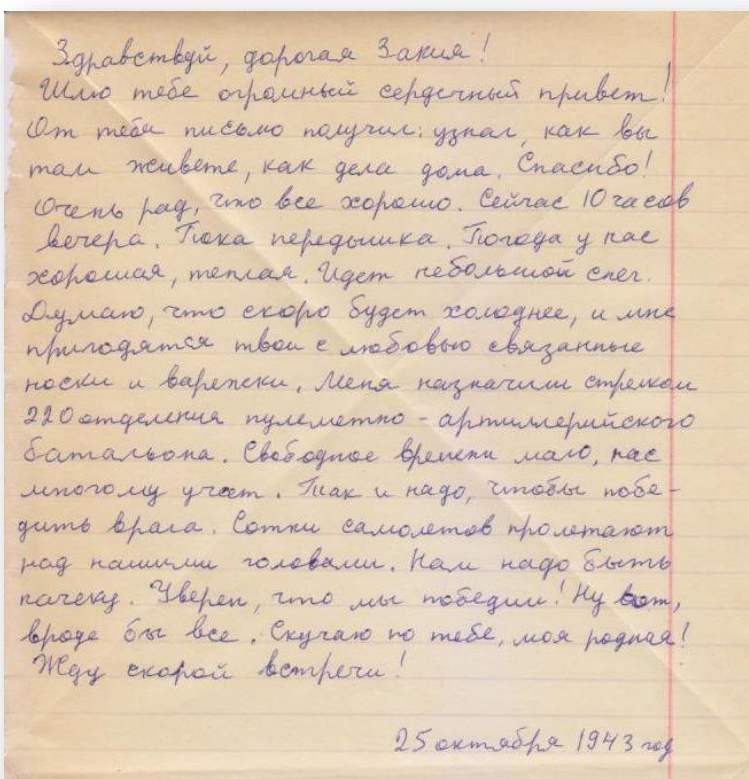 Здравствуй, дорогая Закия!
Шлю тебе огромный сердечный привет!
От тебя письмо получил: узнал, как вы
там живете, как дела дома. Спасибо!
Очень рад, что все хорошо. Сейчас 10 часов
вечера. Пока передышка. Погода у нас
хорошая, теплая. Идет небольшой снег.
Думаю, что скоро будет холоднее, и мне
пригодятся твои с любовью связанные
носки и варежки. Меня назначили стрелком
220 отделения пулеметно - артиллерийского
батальона. Свободное времени мало, нас
многому учат. Так и надо, чтобы побе-
дить врага. Сотки самолетов пролетают
над нашими головами. Нам надо быть
начеку. Уверен, что мы победим! Ну вот,
вроде бы все. Скучаю по тебе, моя родная!
Жду скорой встречи!
25 октября 1943 год